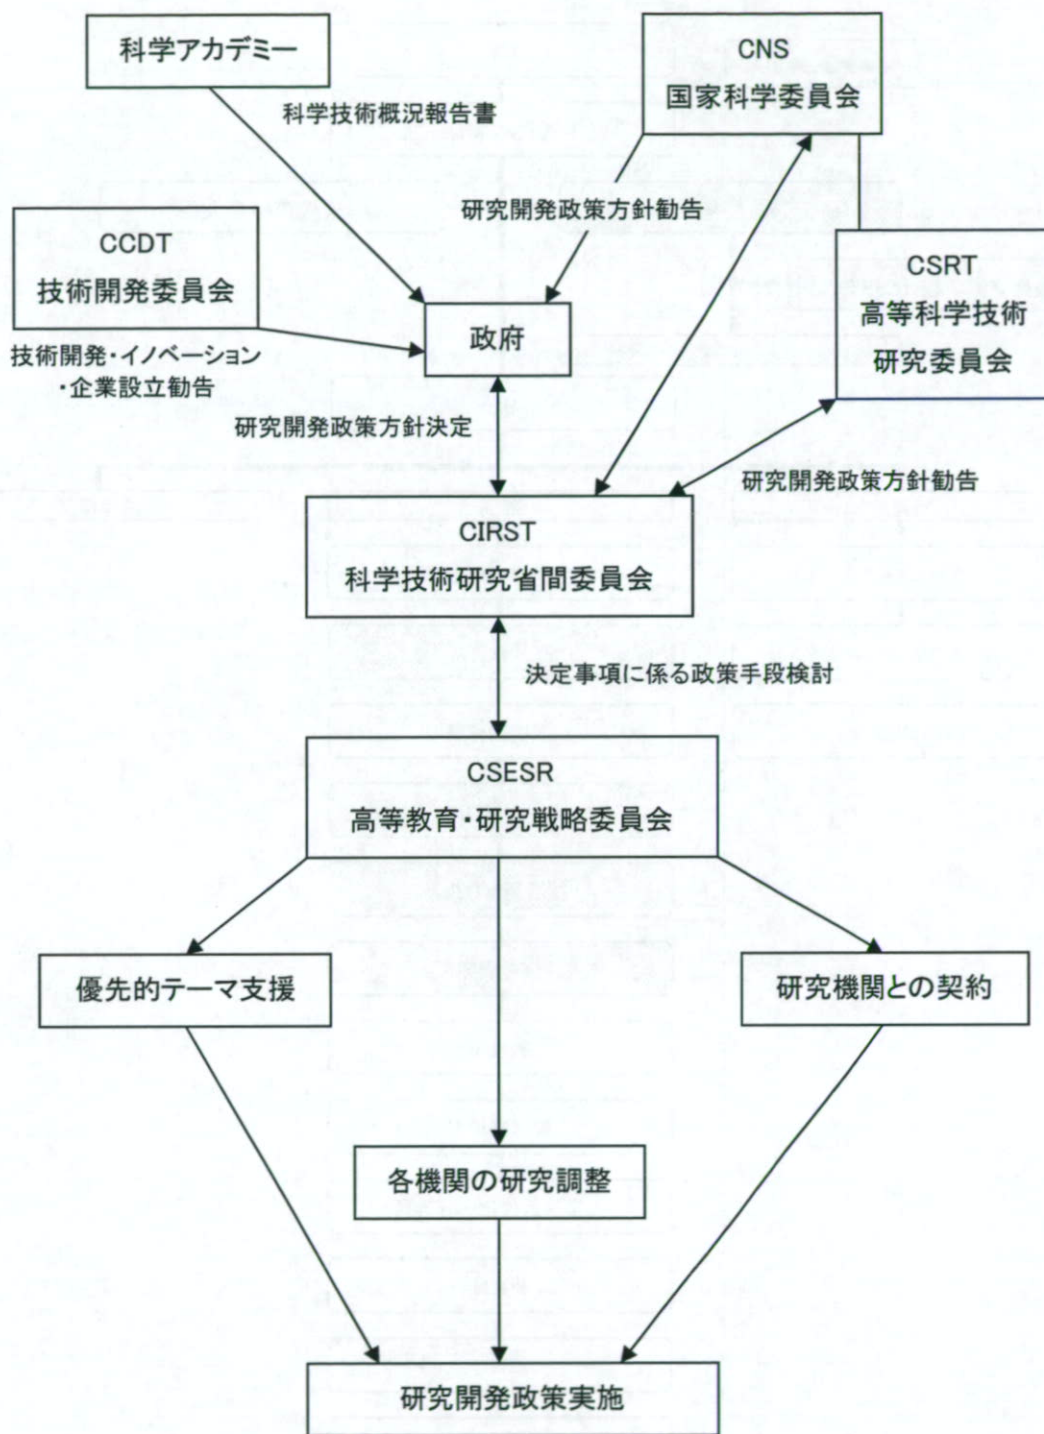 科学アカデミー
CNS
国家科学委員会
科学技術概況報告書
研究開発政策方針勧告
CCDT
技術開発委員会
CSRT
高等科学技術
研究委員会
政府
技術開発・イノベーション
・企業設立勧告
研究開発政策方針決定
研究開発政策方針勧告
CIRST
科学技術研究省間委員会
決定事項に係る政策手段検討
CSESR
高等教育・研究戦略委員会
優先的テーマ支援
研究機関との契約
各機関の研究調整
研究開発政策実施